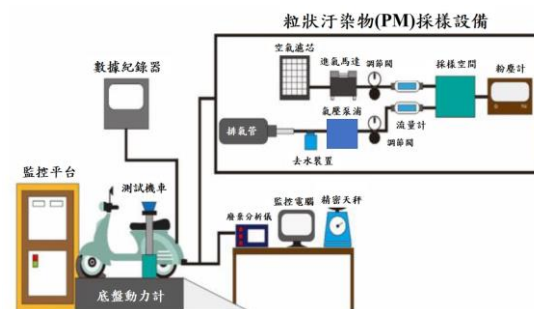 粒狀汙染物(PM)採樣設備
空氣濾芯
進氣馬達
調節閥
採樣空間
粉塵計
數據紀錄器
排氣管
氣壓泵浦
流量計
調節閥
去水裝置
監控平台
測試機車
廢氣分析儀
監控電腦
精密天秤
底盤動力計